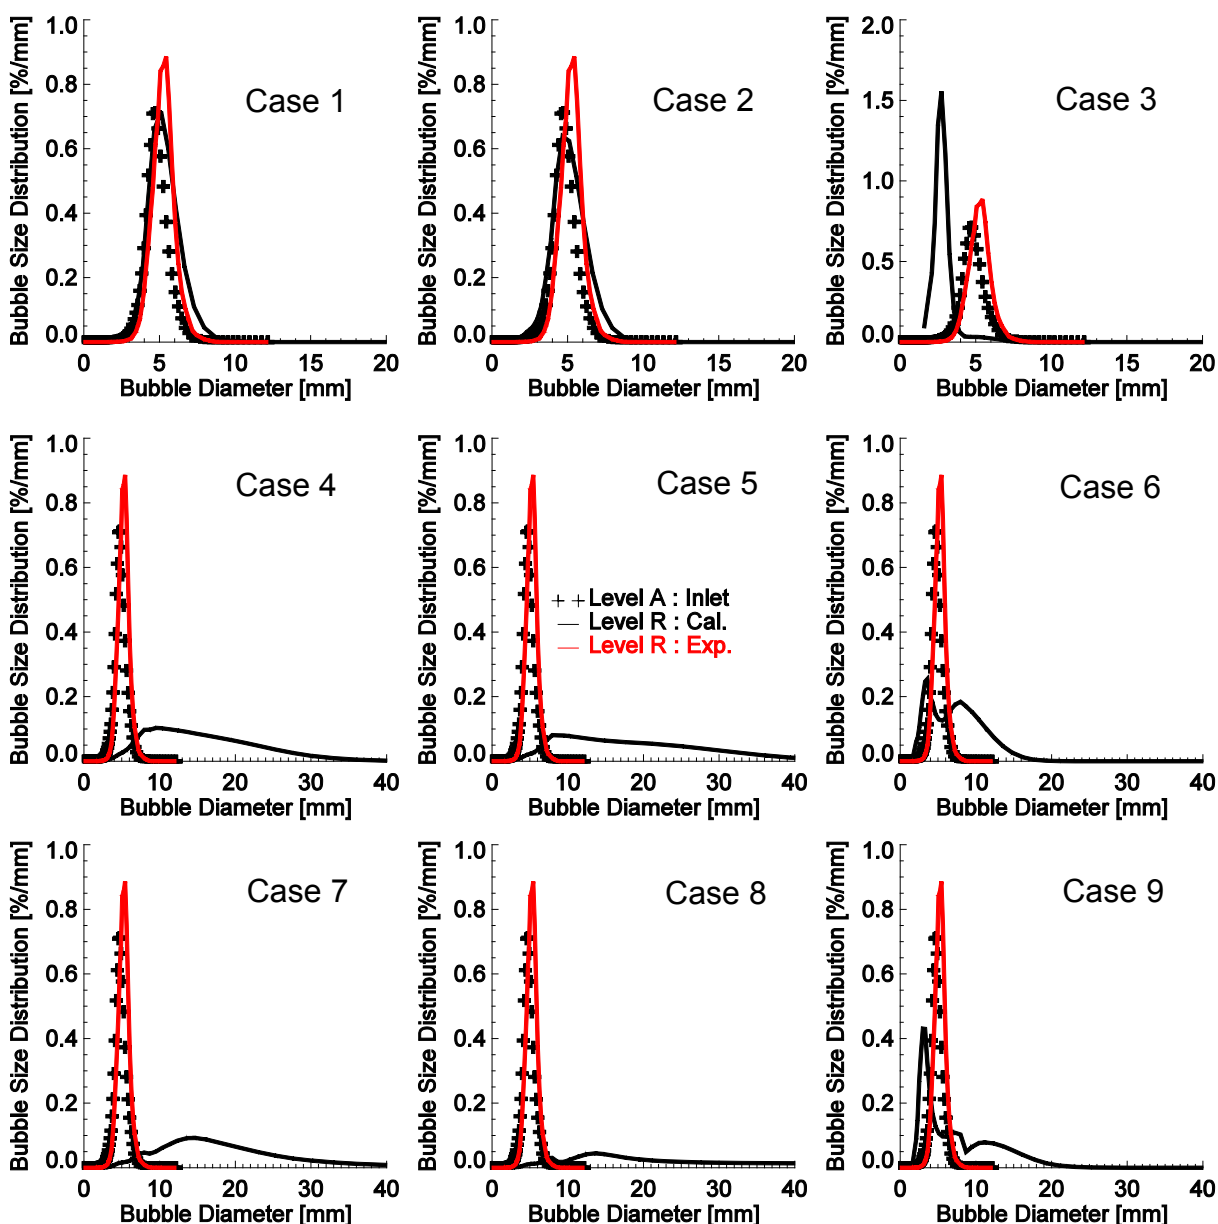 Bubble Size Distribution [%/mm]
1.0
0.8
0.6
0.4
0.2
0.0
Case 1
0 5 10 15 20
Bubble Diameter [mm]
Bubble Size Distribution [%/mm]
1.0
0.8
0.6
0.4
0.2
0.0
Case 2
0 5 10 15 20
Bubble Diameter [mm]
Bubble Size Distribution [%/mm]
2.0
1.5
1.0
0.5
0.0
Case 3
0 5 10 15 20
Bubble Diameter [mm]
Bubble Size Distribution [%/mm]
1.0
0.8
0.6
0.4
0.2
0.0
Case 4
0 10 20 30 40
Bubble Diameter [mm]
Bubble Size Distribution [%/mm]
1.0
0.8
0.6
0.4
0.2
0.0
Case 5
Level A : Inlet
Level R : Cal.
Level R : Exp.
0 10 20 30 40
Bubble Diameter [mm]
Bubble Size Distribution [%/mm]
1.0
0.8
0.6
0.4
0.2
0.0
Case 6
0 10 20 30 40
Bubble Diameter [mm]
Bubble Size Distribution [%/mm]
1.0
0.8
0.6
0.4
0.2
0.0
Case 7
0 10 20 30 40
Bubble Diameter [mm]
Bubble Size Distribution [%/mm]
1.0
0.8
0.6
0.4
0.2
0.0
Case 8
0 10 20 30 40
Bubble Diameter [mm]
Bubble Size Distribution [%/mm]
1.0
0.8
0.6
0.4
0.2
0.0
Case 9
0 10 20 30 40
Bubble Diameter [mm]